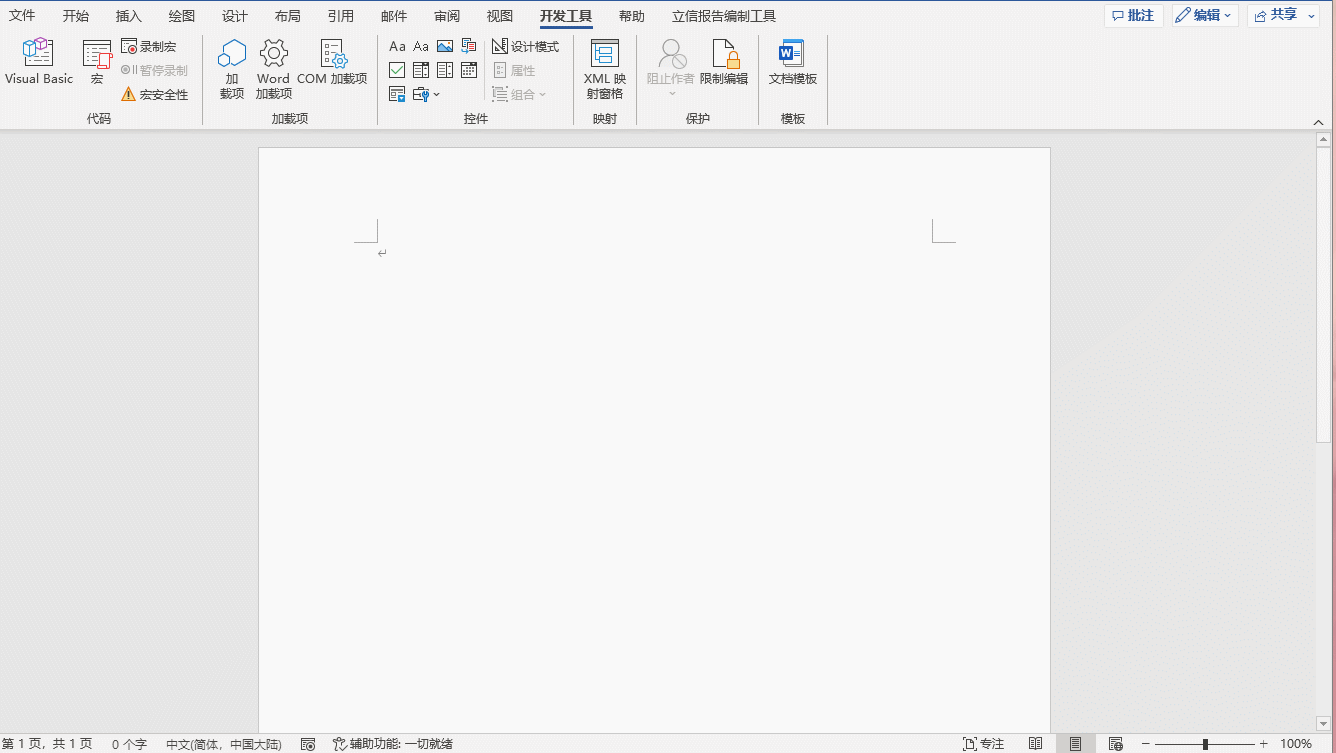 文件 开始 插入 绘图 设计 布局 引用 邮件 审阅 视图 开发工具 帮助 立信报告编制工具 批注 编辑 共享
Visual Basic
宏
录制宏
暂停录制
宏安全性
代码
加
载项
Word
加载项
COM 加载项
加载项
Aa Aa
设计模式
属性
组合
控件
XML 映
射窗格
映射
阻止作者
限制编辑
保护
W
文档模板
模板
第 1 页，共 1 页 0 个字 中文(简体，中国大陆) 辅助功能: 一切就绪 专注 100%